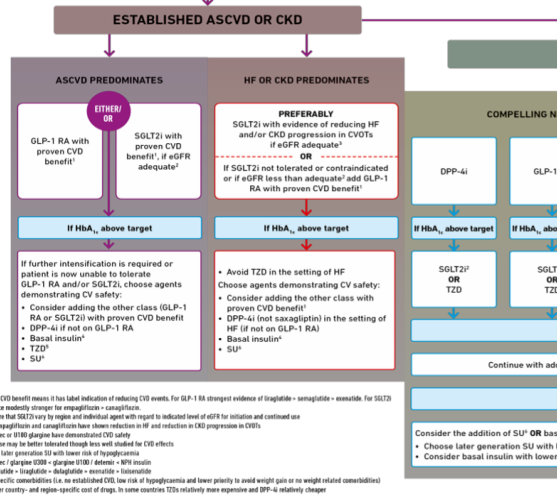 ESTABLISHED ASCVD OR CKD
ASCVD PREDOMINATES
EITHER/
OR
GLP-1 RA with
proven CVD
benefit¹
SGLT2i with
proven CVD
benefit¹, if eGFR
adequate²
If HbA1c above target
If further intensification is required or
patient is now unable to tolerate
GLP-1 RA and/or SGLT2i, choose agents
demonstrating CV safety:
• Consider adding the other class (GLP-1
RA or SGLT2i) with proven CVD benefit
• DPP-4i if not on GLP-1 RA
• Basal insulin⁴
• TZD⁵
• SU⁶
HF OR CKD PREDOMINATES
PREFERABLY
SGLT2i with evidence of reducing HF
and/or CKD progression in CVOTs
if eGFR adequate³
OR
If SGLT2i not tolerated or contraindicated
or if eGFR less than adequate² add GLP-1
RA with proven CVD benefit¹
If HbA1c above target
• Avoid TZD in the setting of HF
Choose agents demonstrating CV safety:
• Consider adding the other class with
proven CVD benefit¹
• DPP-4i (not saxagliptin) in the setting of
HF (if not on GLP-1 RA)
• Basal insulin⁴
• SU⁶
COMPELLING N
DPP-4i
GLP-1
If HbA1c above target
If HbA1c abo
SGLT2i²
OR
TZD
SGLT
OR
TZD
Continue with add
Consider the addition of SU⁶ OR bas
• Choose later generation SU with l
• Consider basal insulin with lower
CVD benefit means it has label indication of reducing CVD events. For GLP-1 RA strongest evidence of liraglutide > semaglutide > exenatide. For SGLT2i
ce modestly stronger for empagliflozin > canagliflozin.
re that SGLT2i vary by region and individual agent with regard to indicated level of eGFR for initiation and continued use
pagliflozin and canagliflozin have shown reduction in HF and reduction in CKD progression in CVOTs
ec or U100 glargine have demonstrated CVD safety
se may be better tolerated though less well studied for CVD effects
later generation SU with lower risk of hypoglycaemia
ec / glargine U300 < glargine U100 / detemir < NPH insulin
utide > liraglutide > dulaglutide > exenatide > lixisenatide
pecific comorbidities (i.e. no established CVD, low risk of hypoglycaemia and lower priority to avoid weight gain or no weight related comorbidities)
er country- and region-specific cost of drugs. In some countries TZDs relatively more expensive and DPP-4i relatively cheaper